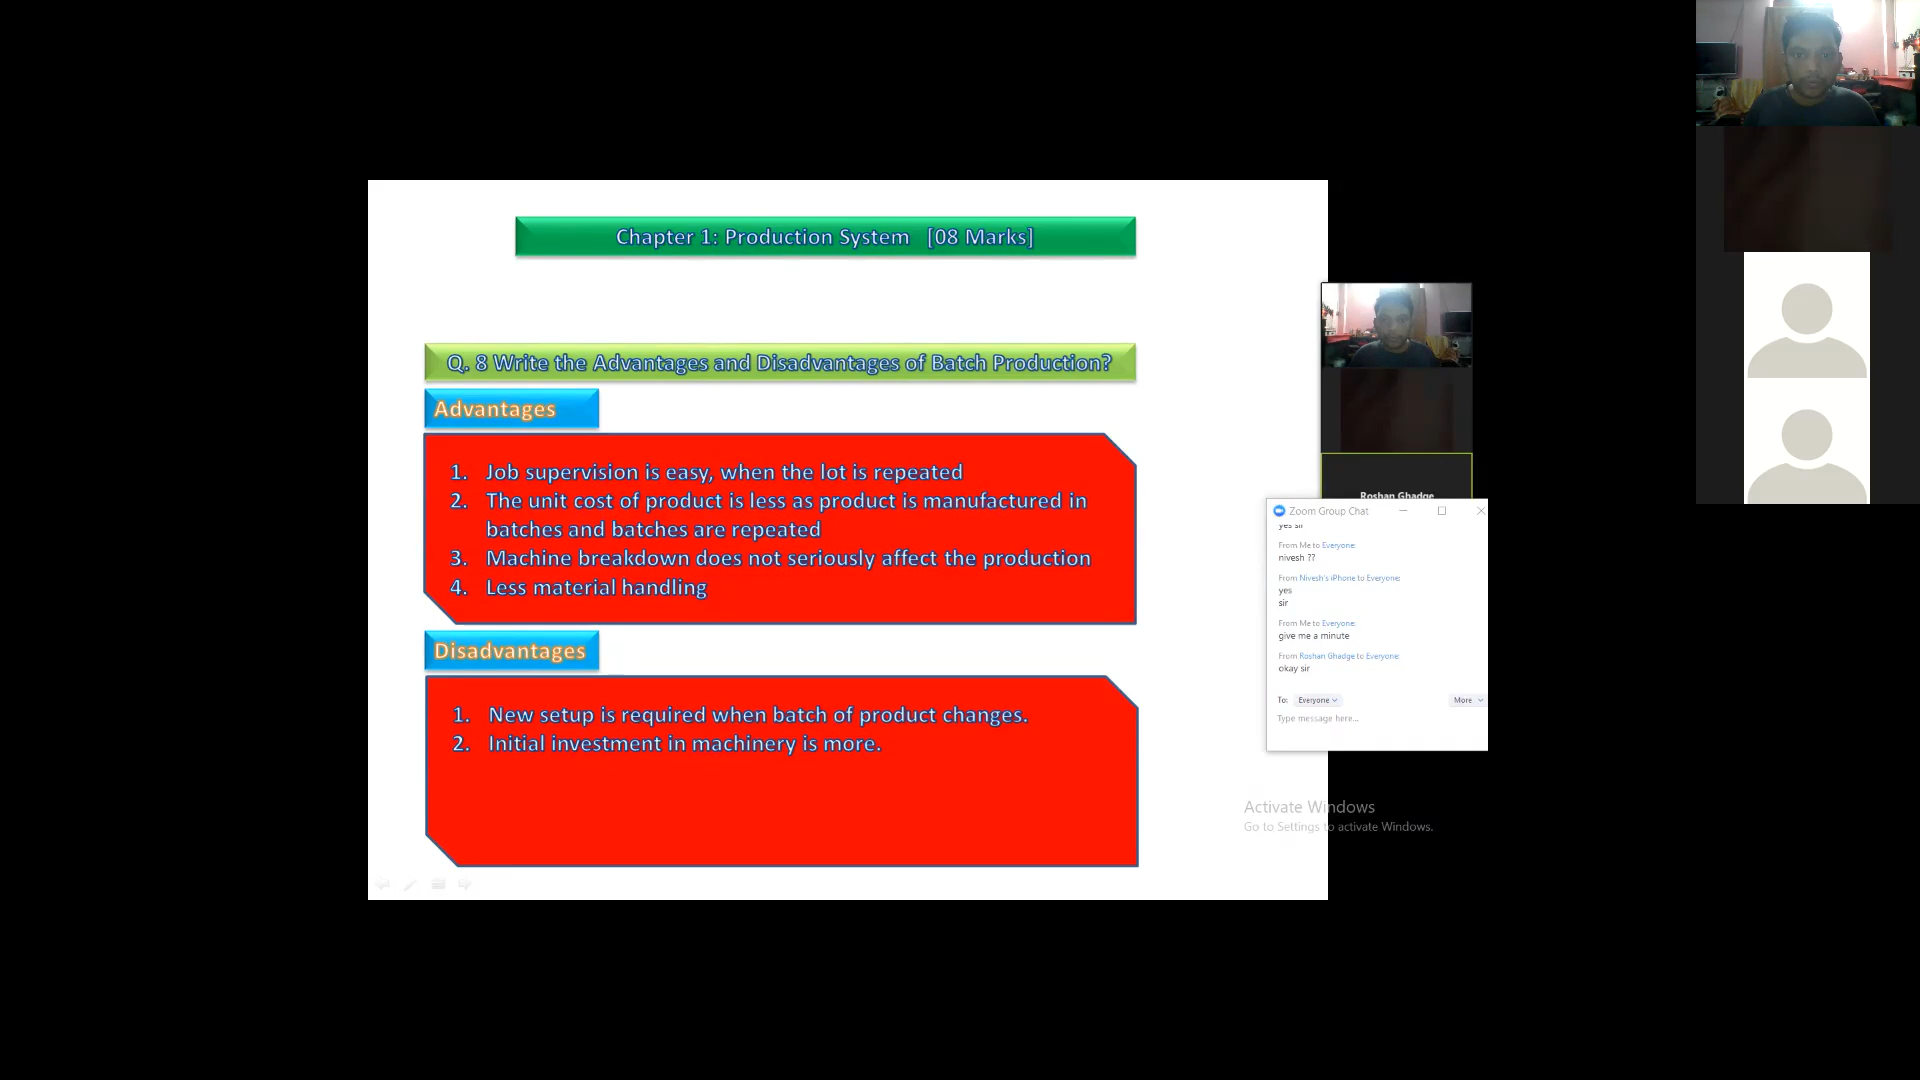 Chapter 1: Production System [08 Marks]
Q. 8 Write the Advantages and Disadvantages of Batch Production?
Advantages
1. Job supervision is easy, when the lot is repeated
2. The unit cost of product is less as product is manufactured in
batches and batches are repeated
3. Machine breakdown does not seriously affect the production
4. Less material handling
Disadvantages
1. New setup is required when batch of product changes.
2. Initial investment in machinery is more.
Roshan Ghadge
Zoom Group Chat
yes sir
From Me to Everyone:
nivesh ??
From Nivesh's iPhone to Everyone:
yes
sir
From Me to Everyone:
give me a minute
From Roshan Ghadge to Everyone:
okay sir
To: Everyone More
Type message here...
Activate Windows
Go to Settings to activate Windows.